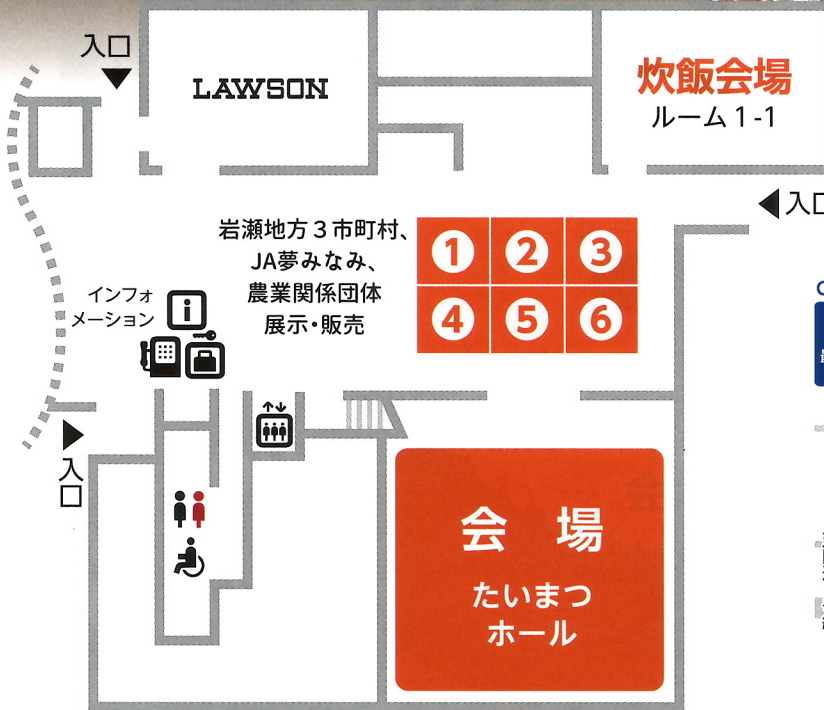 入口
LAWSON
炊飯会場
ルーム1-1
入口
岩瀬地方3市町村、
JA夢みなみ、
農業関係団体
展示・販売
① ② ③
④ ⑤ ⑥
インフォ
メーション
i
入口
会 場
たいまつ
ホール